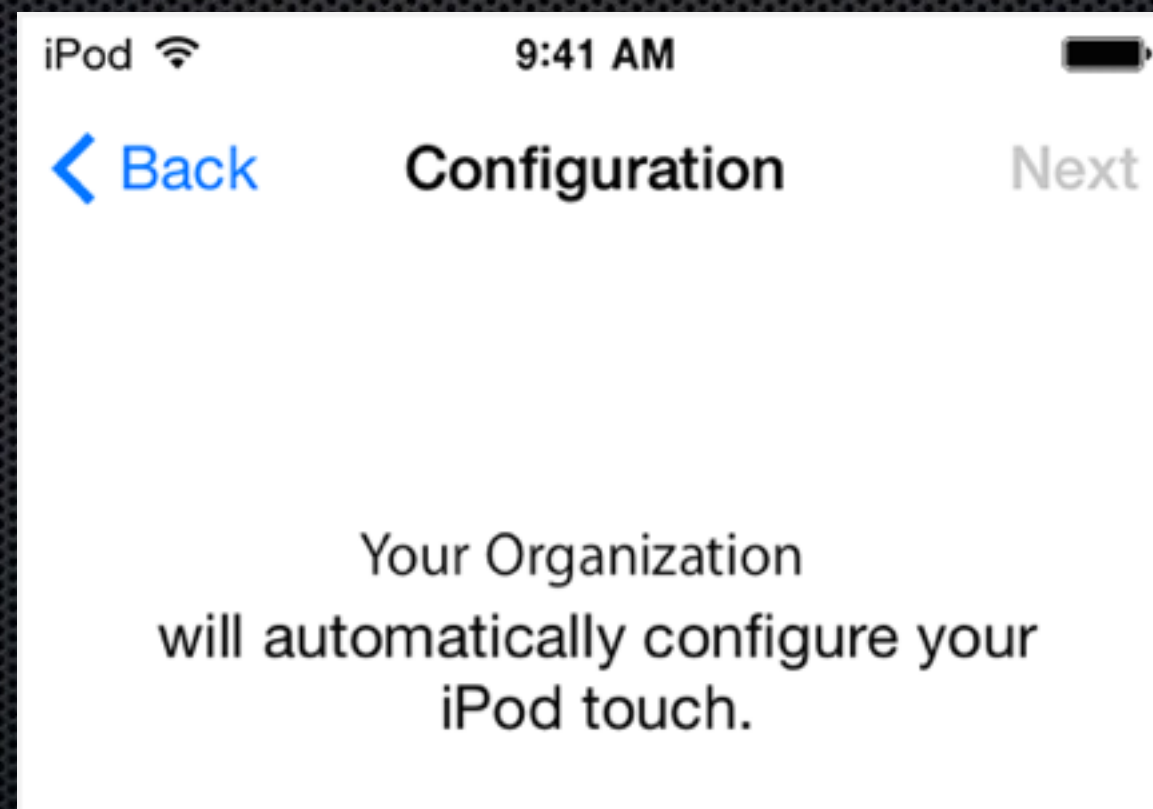 iPod 9:41 AM
Back Configuration Next
Your Organization
will automatically configure your
iPod touch.